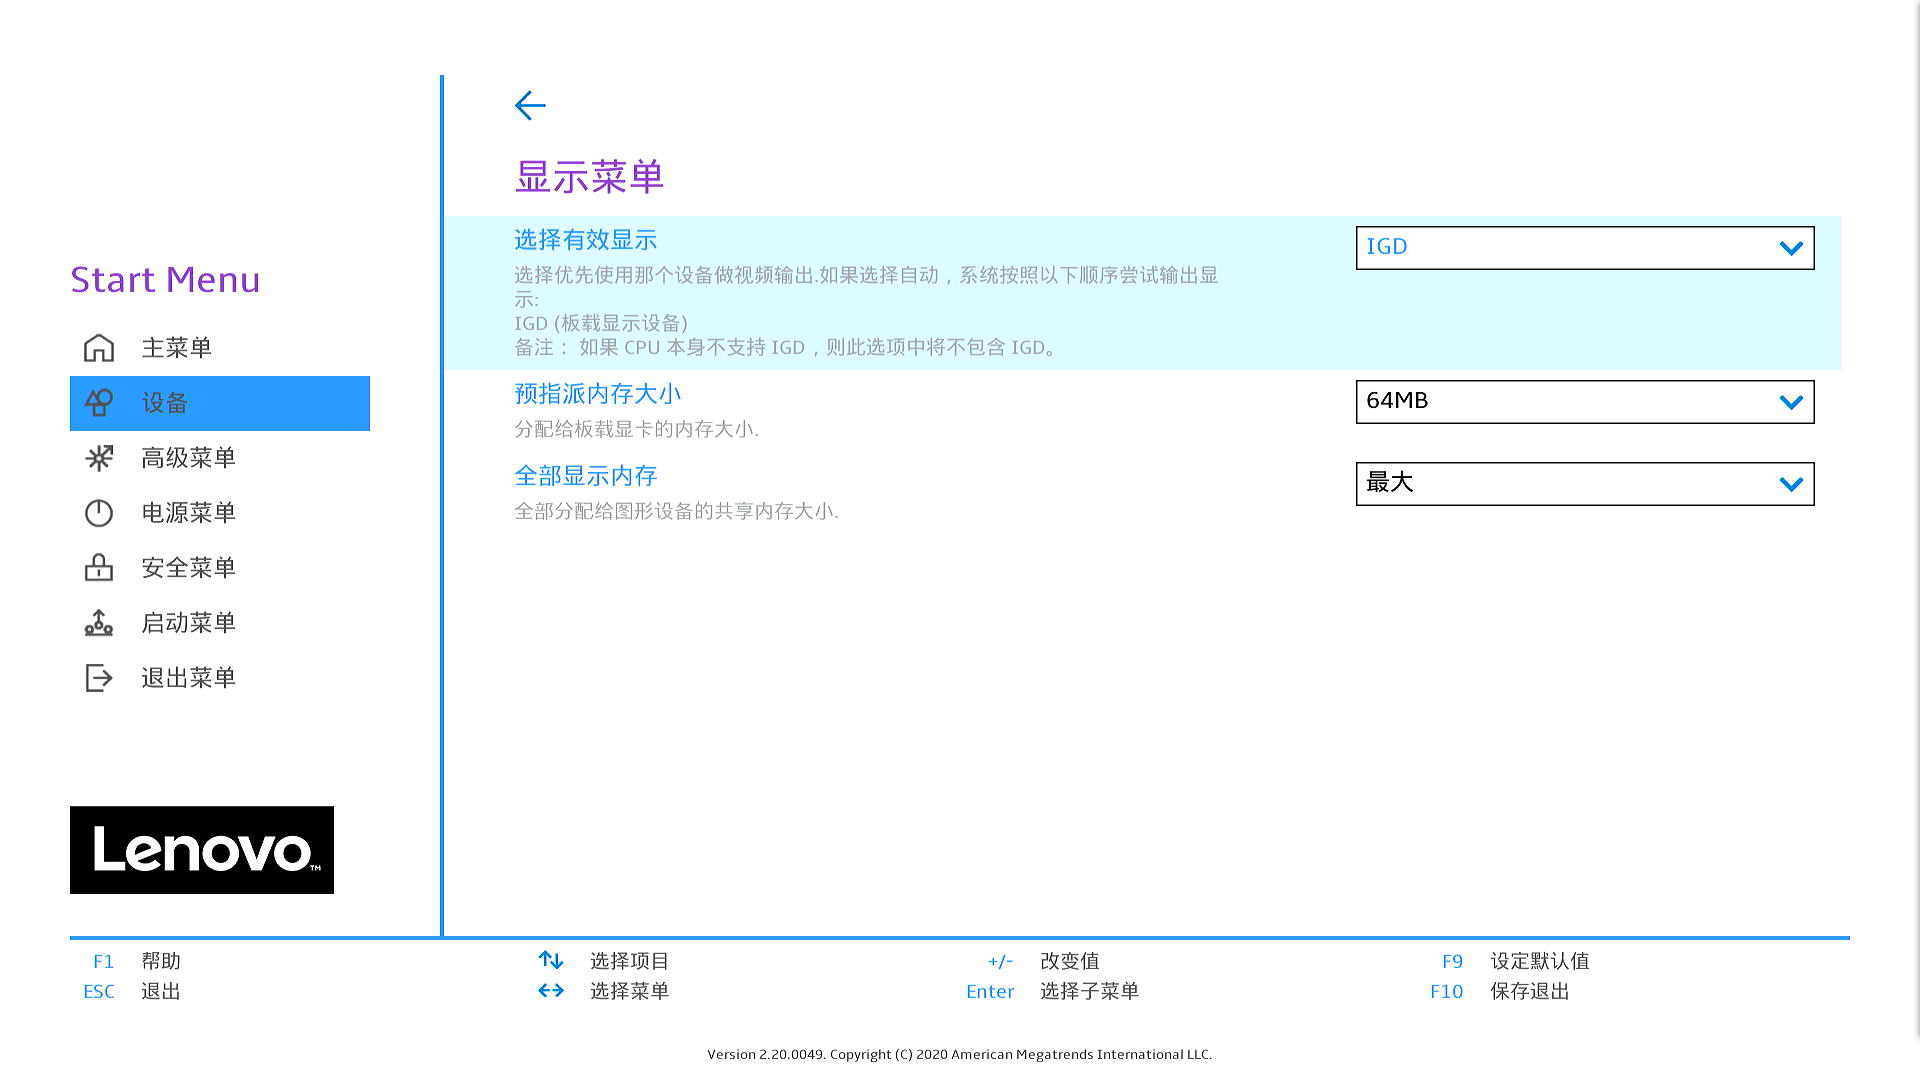 显示菜单
选择有效显示
IGD
选择优先使用那个设备做视频输出.如果选择自动，系统按照以下顺序尝试输出显
示:
IGD (板载显示设备)
备注： 如果 CPU 本身不支持 IGD，则此选项中将不包含 IGD。
预指派内存大小
64MB
分配给板载显卡的内存大小.
全部显示内存
最大
全部分配给图形设备的共享内存大小.
Start Menu
主菜单
设备
高级菜单
电源菜单
安全菜单
启动菜单
退出菜单
Lenovo™
F1 帮助
选择项目
+/- 改变值
F9 设定默认值
ESC 退出
选择菜单
Enter 选择子菜单
F10 保存退出
Version 2.20.0049. Copyright (C) 2020 American Megatrends International LLC.